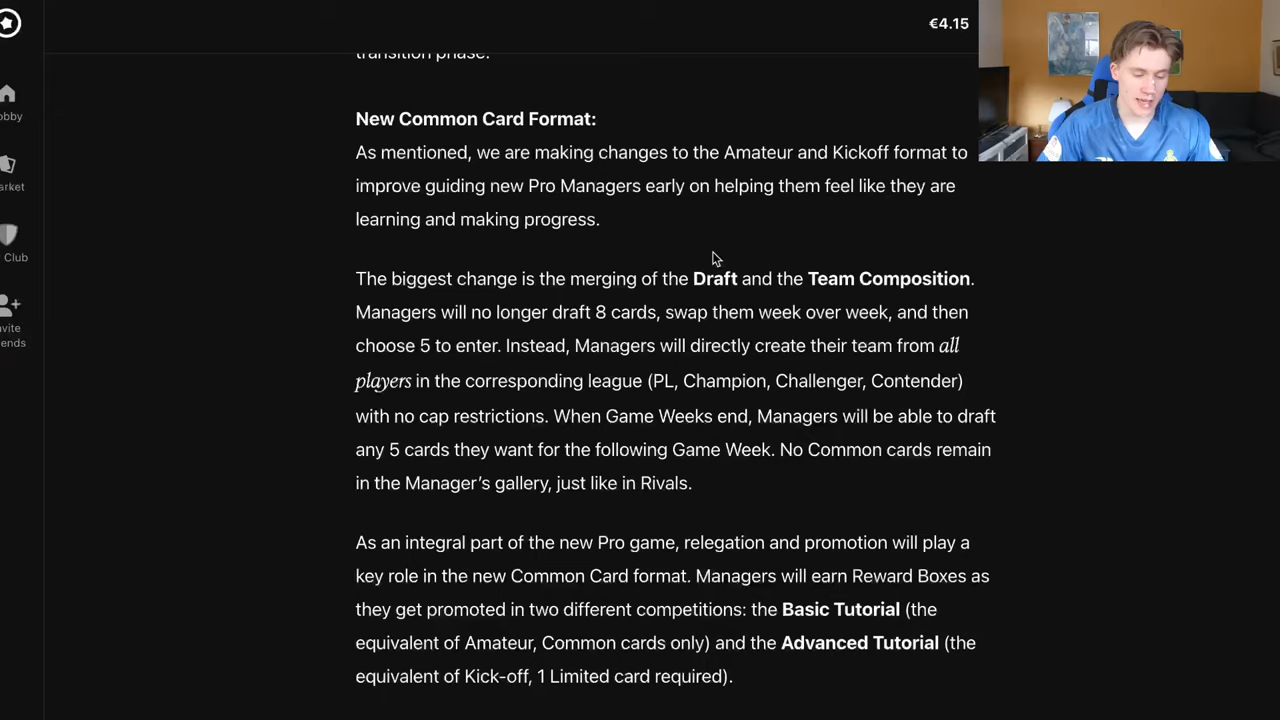 €4.15
transition phase.
obby
arket
Club
nvite
ends
New Common Card Format:
As mentioned, we are making changes to the Amateur and Kickoff format to
improve guiding new Pro Managers early on helping them feel like they are
learning and making progress.
The biggest change is the merging of the Draft and the Team Composition.
Managers will no longer draft 8 cards, swap them week over week, and then
choose 5 to enter. Instead, Managers will directly create their team from all
players in the corresponding league (PL, Champion, Challenger, Contender)
with no cap restrictions. When Game Weeks end, Managers will be able to draft
any 5 cards they want for the following Game Week. No Common cards remain
in the Manager’s gallery, just like in Rivals.
As an integral part of the new Pro game, relegation and promotion will play a
key role in the new Common Card format. Managers will earn Reward Boxes as
they get promoted in two different competitions: the Basic Tutorial (the
equivalent of Amateur, Common cards only) and the Advanced Tutorial (the
equivalent of Kick-off, 1 Limited card required).